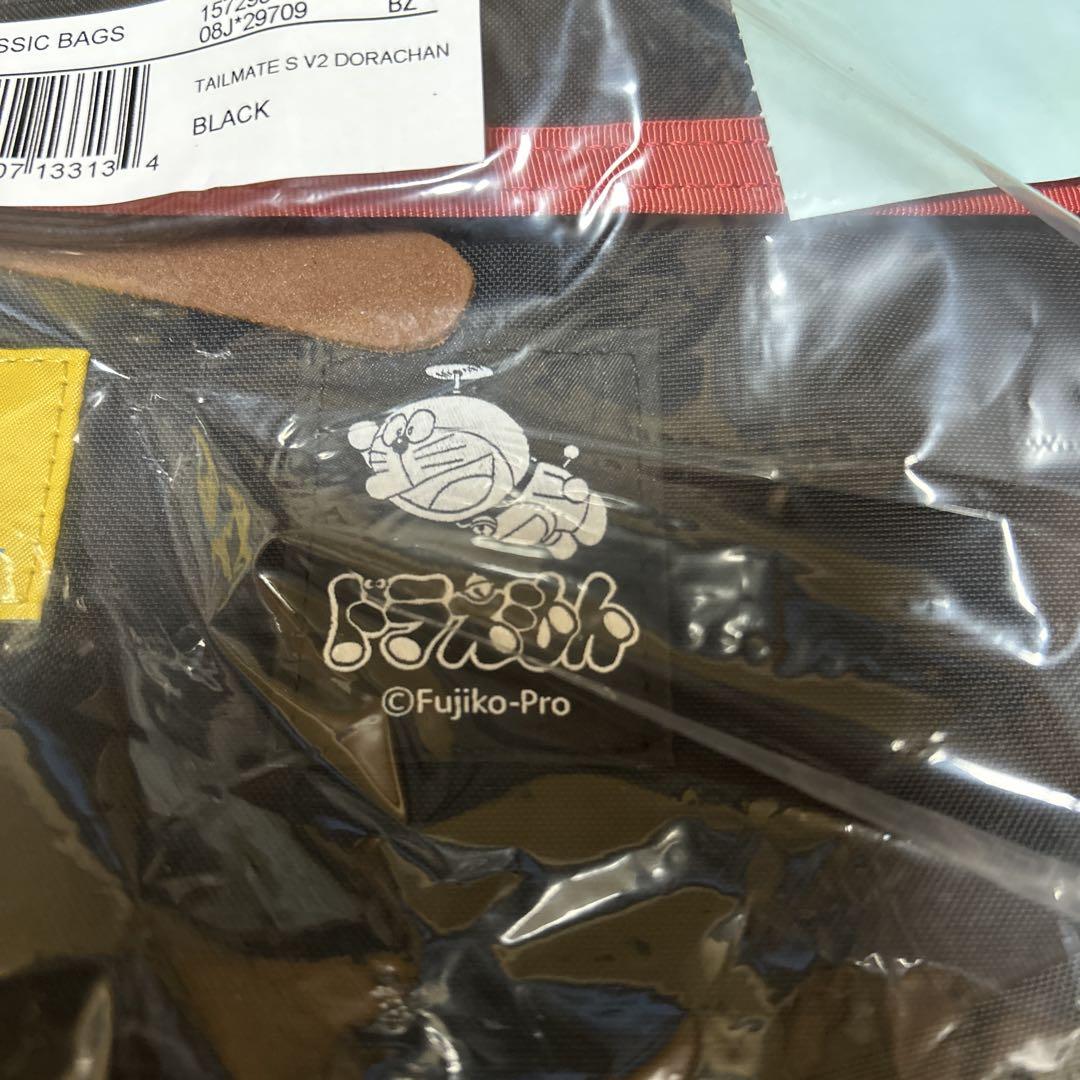 SSIC BAGS
08J*29709
BZ
TAILMATE S V2 DORACHAN
BLACK
07 13313 4
ドラえもん
©Fujiko-Pro